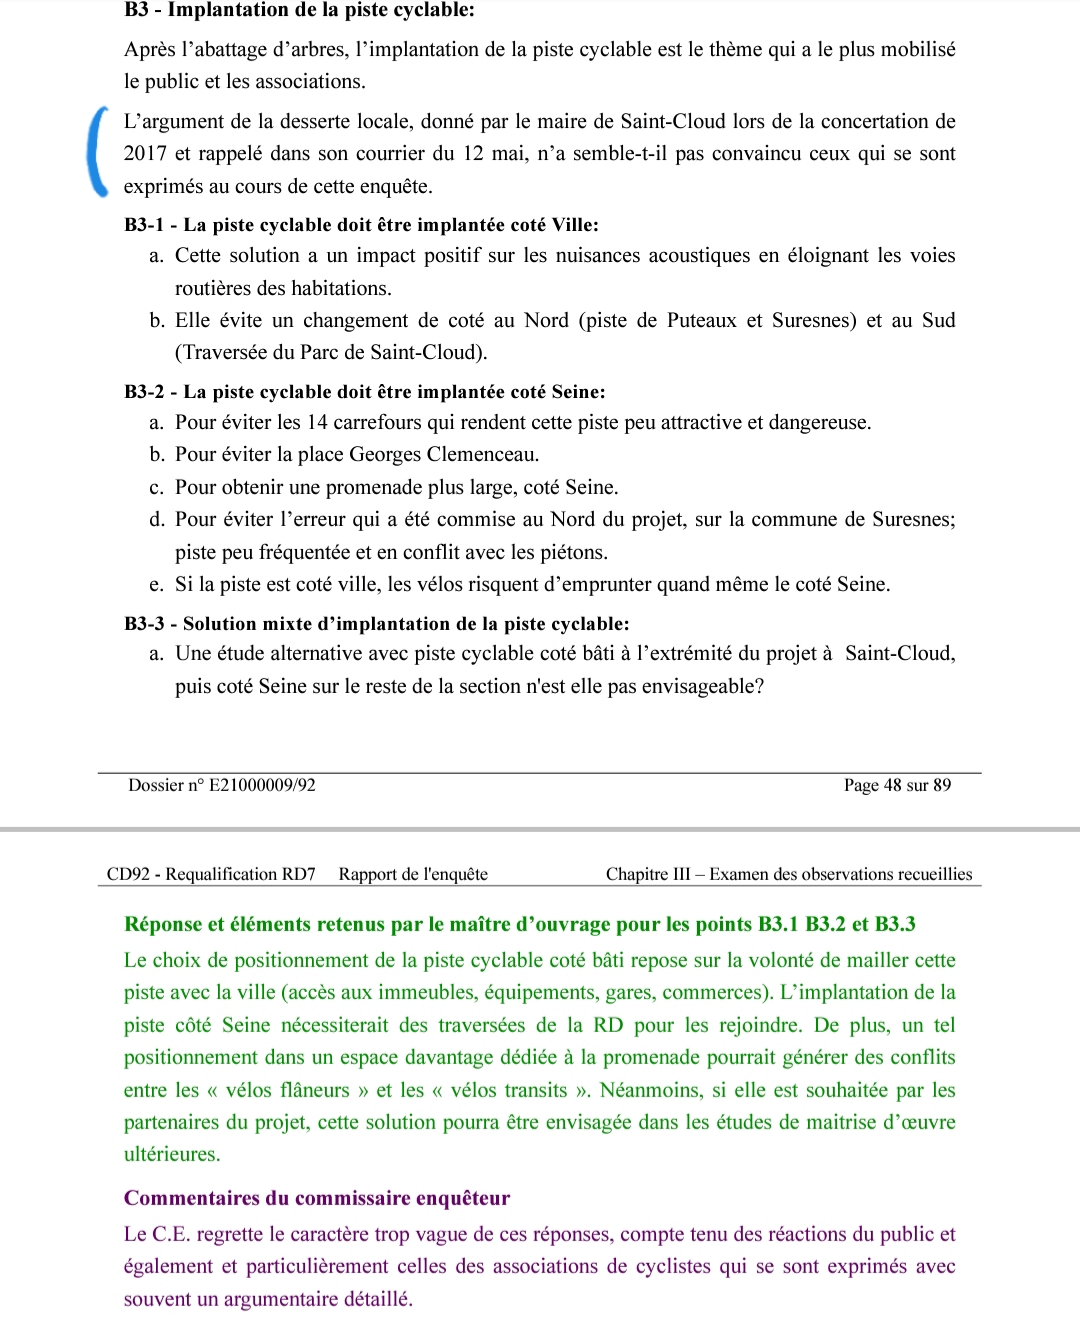 B3 - Implantation de la piste cyclable:
Après l’abattage d’arbres, l’implantation de la piste cyclable est le thème qui a le plus mobilisé
le public et les associations.
L’argument de la desserte locale, donné par le maire de Saint-Cloud lors de la concertation de
2017 et rappelé dans son courrier du 12 mai, n’a semble-t-il pas convaincu ceux qui se sont
exprimés au cours de cette enquête.
B3-1 - La piste cyclable doit être implantée coté Ville:
a. Cette solution a un impact positif sur les nuisances acoustiques en éloignant les voies
routières des habitations.
b. Elle évite un changement de coté au Nord (piste de Puteaux et Suresnes) et au Sud
(Traversée du Parc de Saint-Cloud).
B3-2 - La piste cyclable doit être implantée coté Seine:
a. Pour éviter les 14 carrefours qui rendent cette piste peu attractive et dangereuse.
b. Pour éviter la place Georges Clemenceau.
c. Pour obtenir une promenade plus large, coté Seine.
d. Pour éviter l’erreur qui a été commise au Nord du projet, sur la commune de Suresnes;
piste peu fréquentée et en conflit avec les piétons.
e. Si la piste est coté ville, les vélos risquent d’emprunter quand même le coté Seine.
B3-3 - Solution mixte d’implantation de la piste cyclable:
a. Une étude alternative avec piste cyclable coté bâti à l’extrémité du projet à Saint-Cloud,
puis coté Seine sur le reste de la section n'est elle pas envisageable?
Dossier n° E21000009/92 Page 48 sur 89
CD92 - Requalification RD7 Rapport de l'enquête Chapitre III – Examen des observations recueillies
Réponse et éléments retenus par le maître d’ouvrage pour les points B3.1 B3.2 et B3.3
Le choix de positionnement de la piste cyclable coté bâti repose sur la volonté de mailler cette
piste avec la ville (accès aux immeubles, équipements, gares, commerces). L’implantation de la
piste côté Seine nécessiterait des traversées de la RD pour les rejoindre. De plus, un tel
positionnement dans un espace davantage dédiée à la promenade pourrait générer des conflits
entre les « vélos flâneurs » et les « vélos transits ». Néanmoins, si elle est souhaitée par les
partenaires du projet, cette solution pourra être envisagée dans les études de maitrise d’œuvre
ultérieures.
Commentaires du commissaire enquêteur
Le C.E. regrette le caractère trop vague de ces réponses, compte tenu des réactions du public et
également et particulièrement celles des associations de cyclistes qui se sont exprimés avec
souvent un argumentaire détaillé.